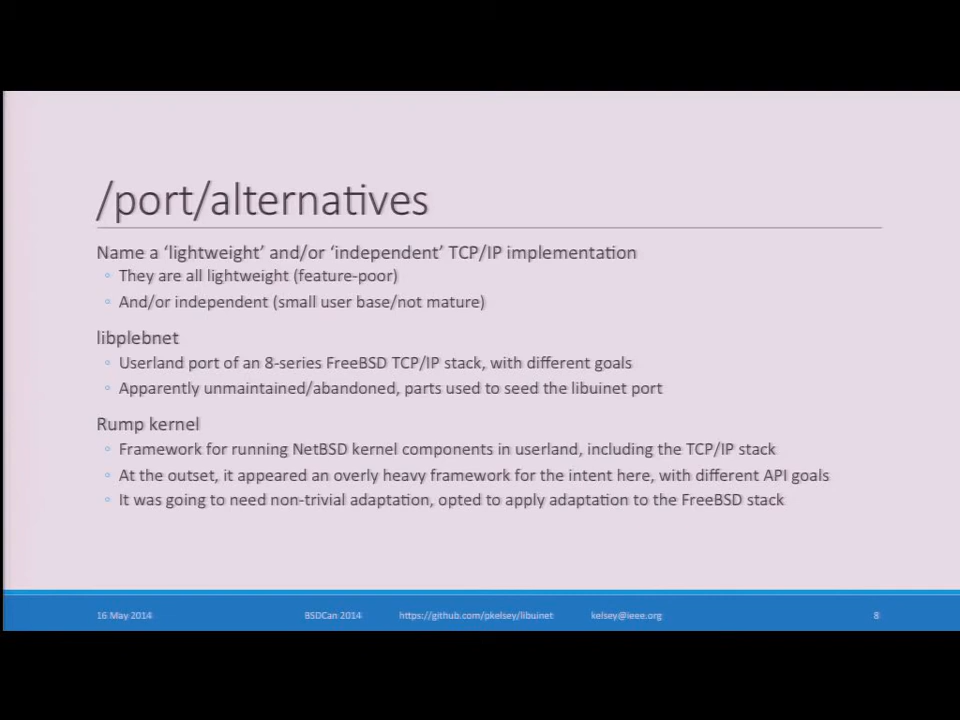 /port/alternatives
Name a ‘lightweight’ and/or ‘independent’ TCP/IP implementation
◦ They are all lightweight (feature-poor)
◦ And/or independent (small user base/not mature)
libplebnet
◦ Userland port of an 8-series FreeBSD TCP/IP stack, with different goals
◦ Apparently unmaintained/abandoned, parts used to seed the libuinet port
Rump kernel
◦ Framework for running NetBSD kernel components in userland, including the TCP/IP stack
◦ At the outset, it appeared an overly heavy framework for the intent here, with different API goals
◦ It was going to need non-trivial adaptation, opted to apply adaptation to the FreeBSD stack
16 May 2014 BSDCan 2014 https://github.com/pkelsey/libuinet kelsey@ieee.org 8